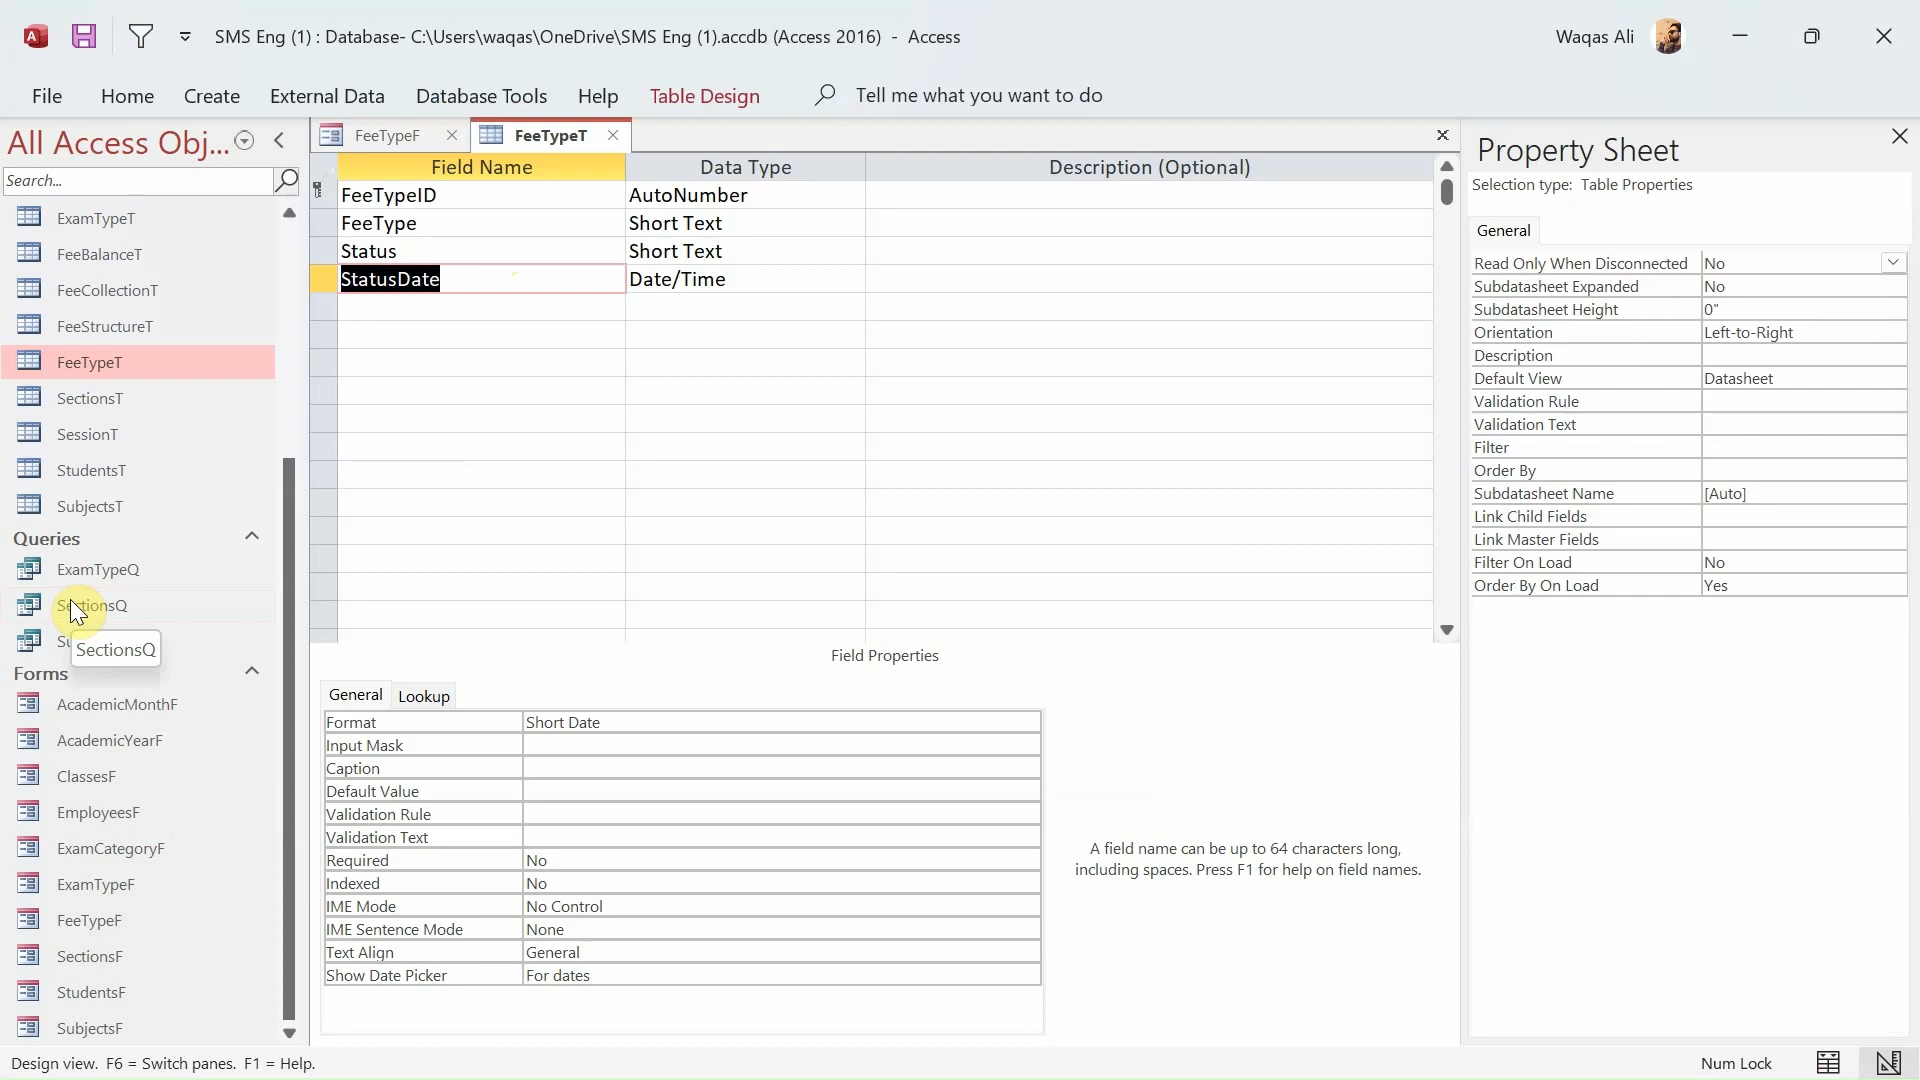 SMS Eng (1) : Database- C:\Users\waqas\OneDrive\SMS Eng (1).accdb (Access 2016) - Access
Waqas Ali
File Home Create External Data Database Tools Help Table Design Tell me what you want to do
All Access Obj...
Search...
ExamTypeT
FeeBalanceT
FeeCollectionT
FeeStructureT
FeeTypeT
SectionsT
SessionT
StudentsT
SubjectsT
Queries
ExamTypeQ
SectionsQ
SectionsQ
Forms
AcademicMonthF
AcademicYearF
ClassesF
EmployeesF
ExamCategoryF
ExamTypeF
FeeTypeF
SectionsF
StudentsF
SubjectsF
FeeTypeF FeeTypeT
Field Name Data Type Description (Optional)
FeeTypeID AutoNumber
FeeType Short Text
Status Short Text
StatusDate Date/Time
Field Properties
General Lookup
Format Short Date
Input Mask
Caption
Default Value
Validation Rule
Validation Text
Required No
Indexed No
IME Mode No Control
IME Sentence Mode None
Text Align General
Show Date Picker For dates
A field name can be up to 64 characters long,
including spaces. Press F1 for help on field names.
Property Sheet
Selection type: Table Properties
General
Read Only When Disconnected No
Subdatasheet Expanded No
Subdatasheet Height 0"
Orientation Left-to-Right
Description
Default View Datasheet
Validation Rule
Validation Text
Filter
Order By
Subdatasheet Name [Auto]
Link Child Fields
Link Master Fields
Filter On Load No
Order By On Load Yes
Design view. F6 = Switch panes. F1 = Help.
Num Lock